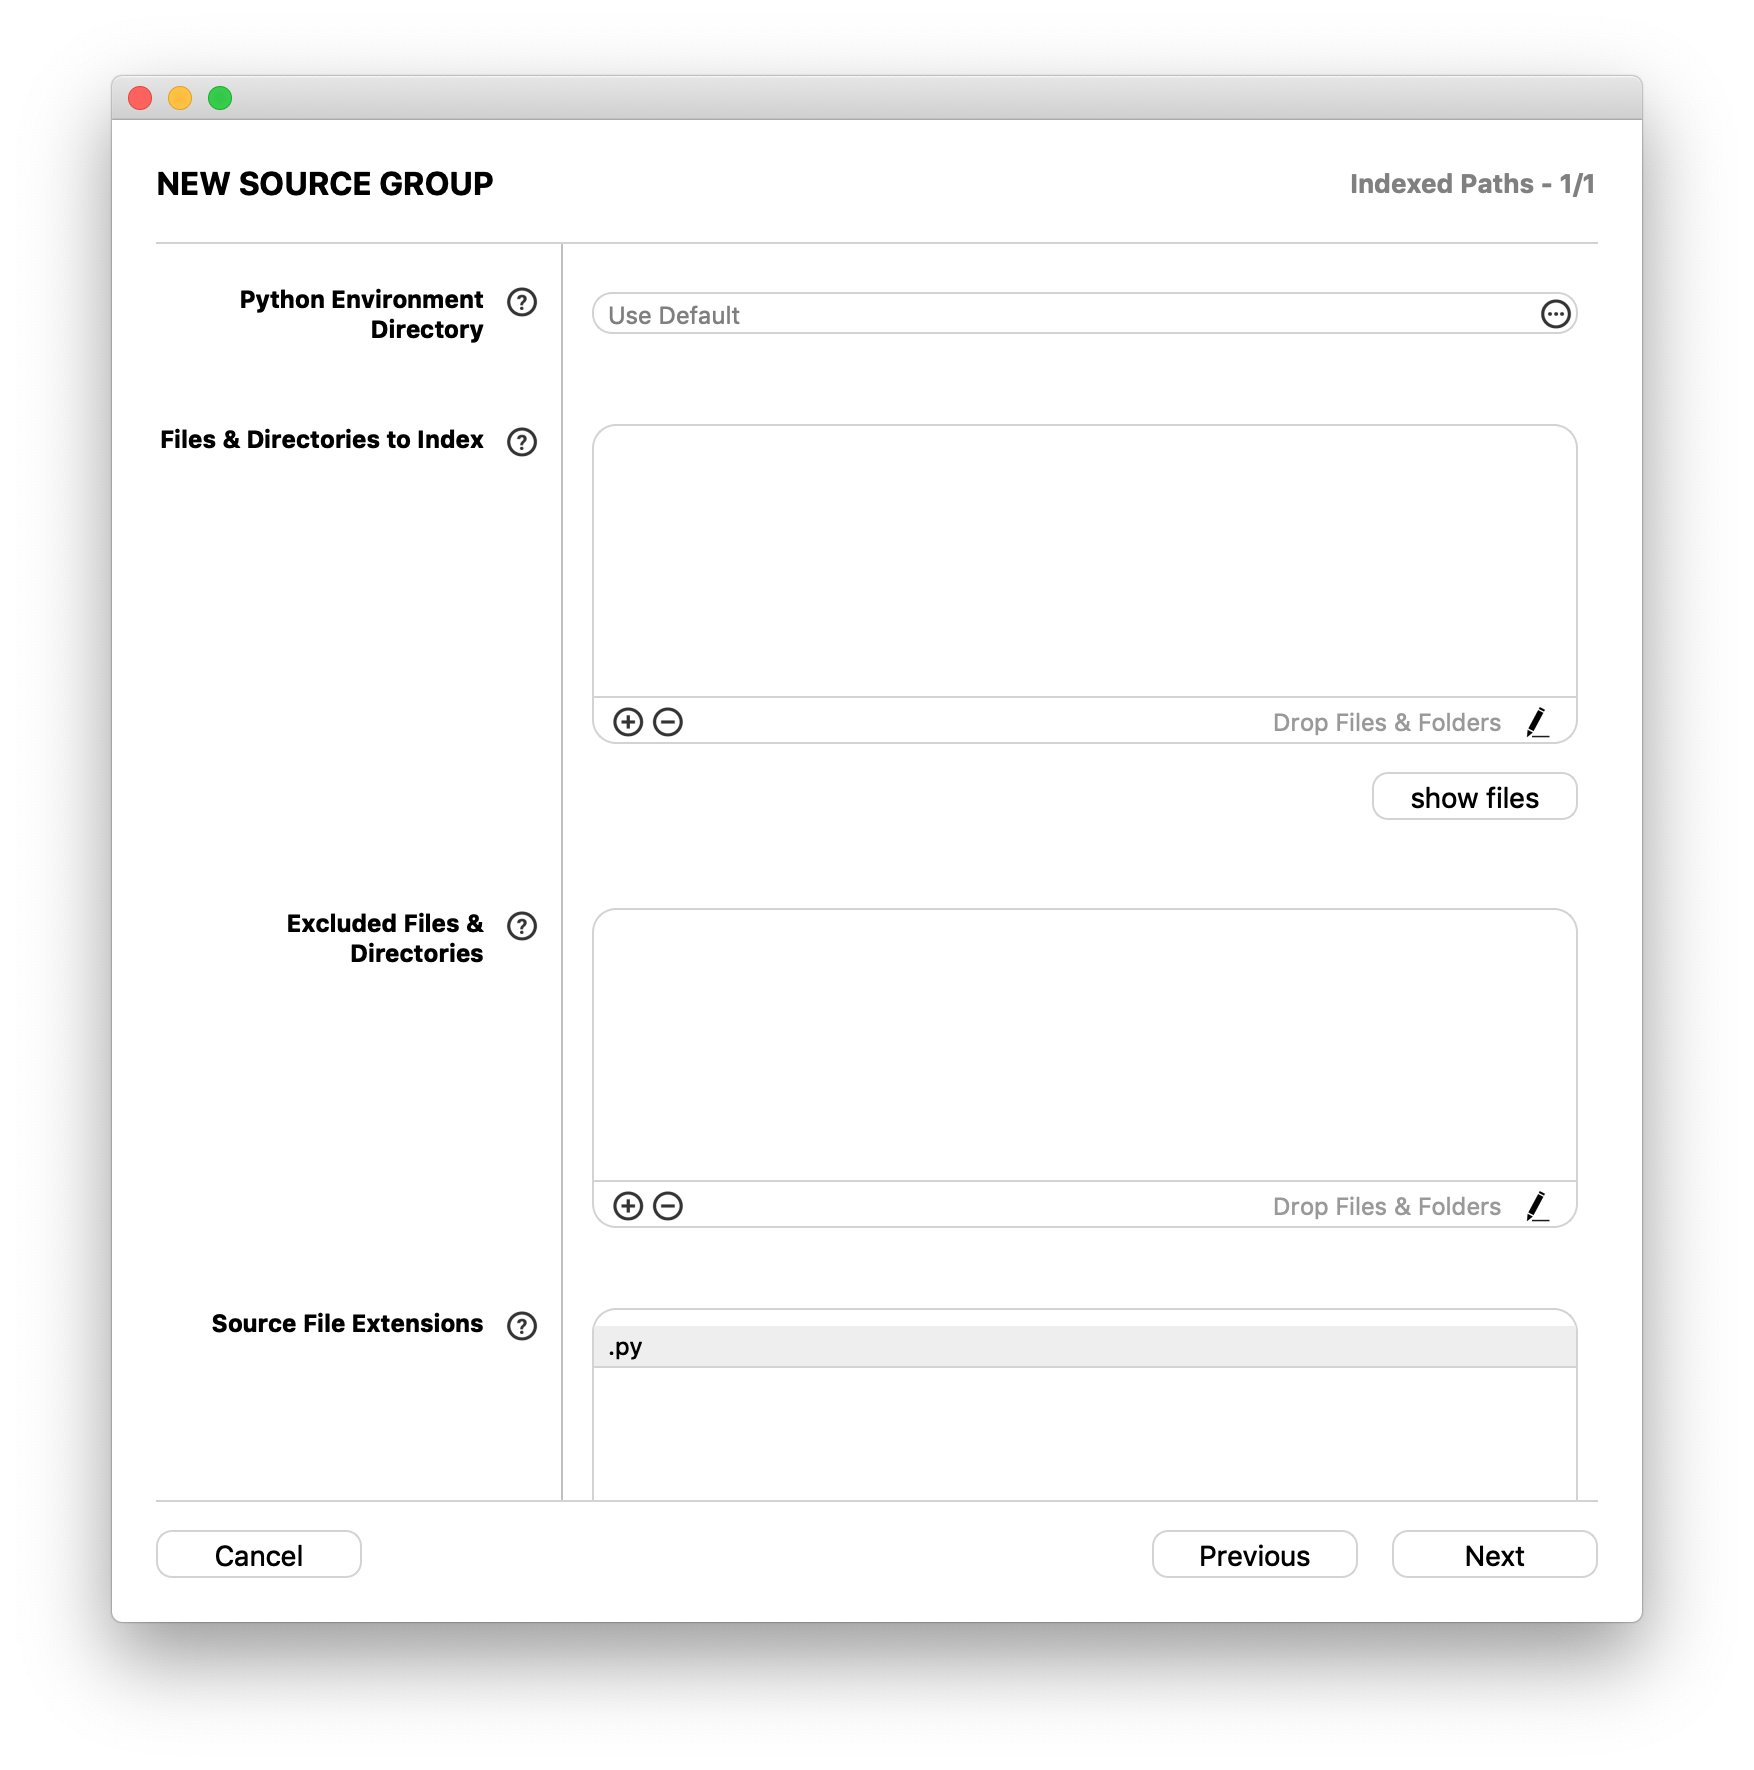 NEW SOURCE GROUP
Indexed Paths - 1/1
Python Environment
Directory
Use Default
Files & Directories to Index
Drop Files & Folders
show files
Excluded Files &
Directories
Drop Files & Folders
Source File Extensions
.py
Cancel
Previous
Next